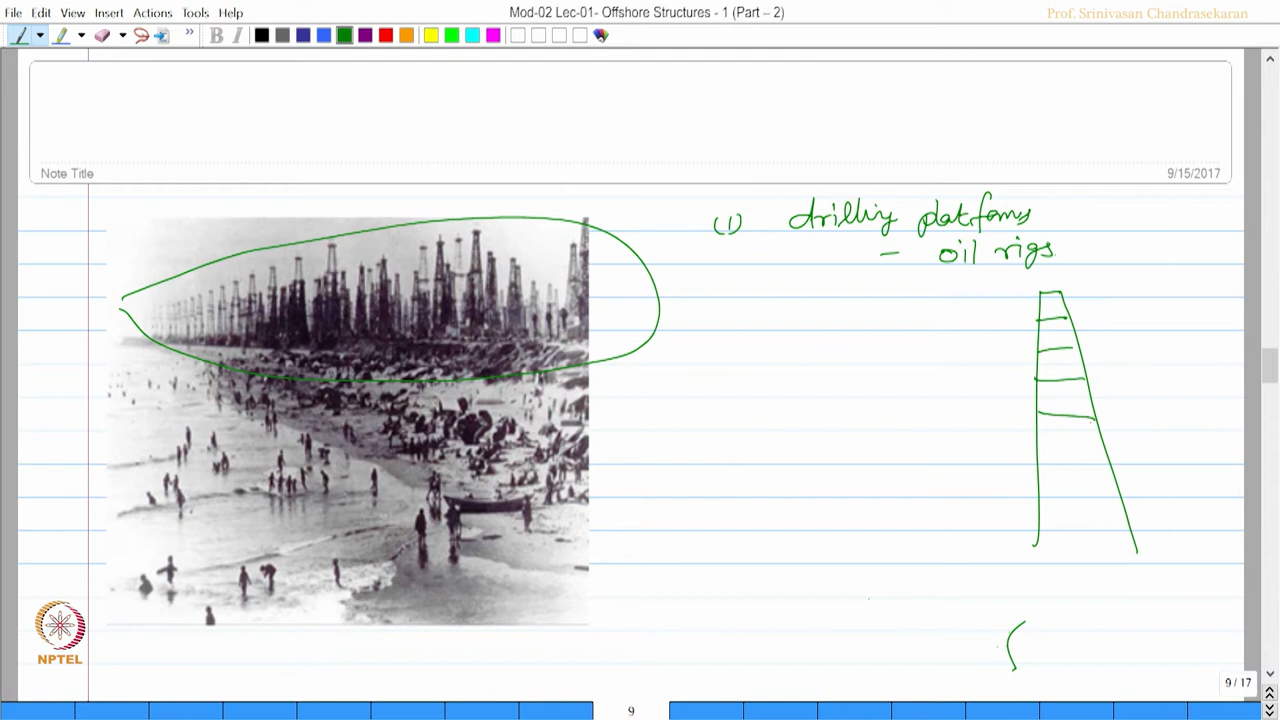 File Edit View Insert Actions Tools Help
Mod-02 Lec-01- Offshore Structures - 1 (Part – 2)
Prof. Srinivasan Chandrasekaran
B I
Note Title
9/15/2017
(1) drilling platforms
– oil rigs
NPTEL
9 / 17
9